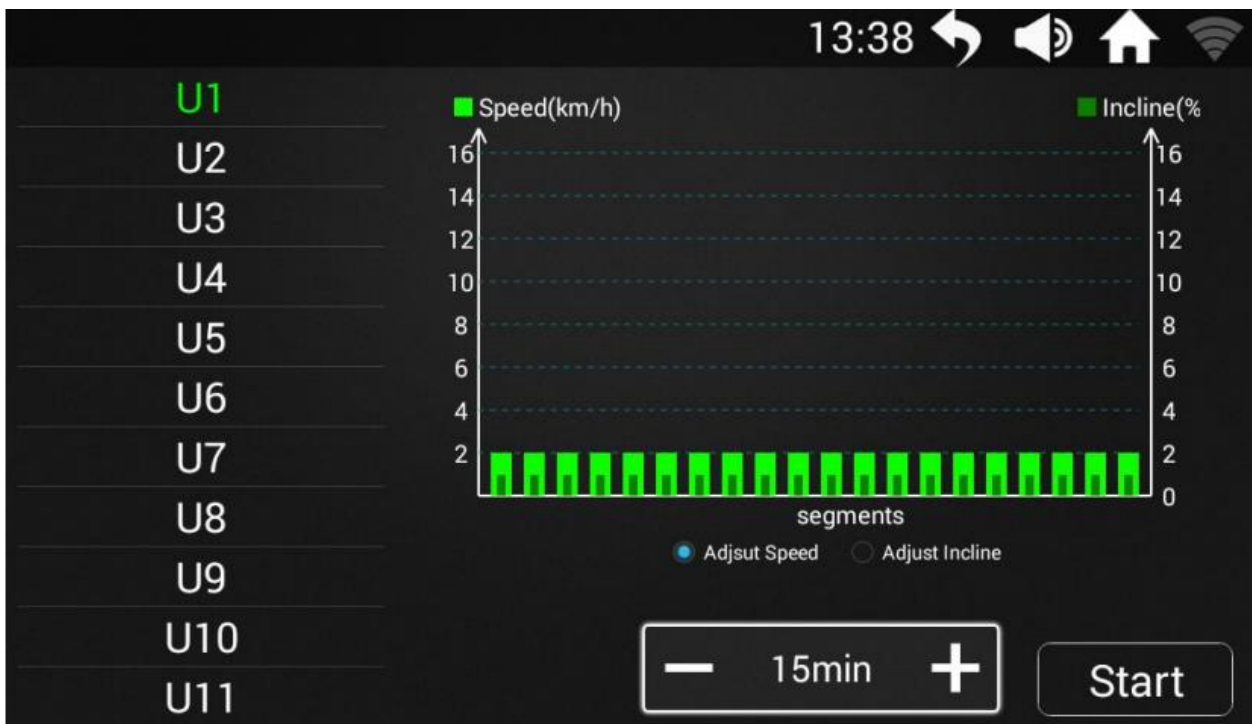 13:38
U1
U2
U3
U4
U5
U6
U7
U8
U9
U10
U11
Speed(km/h)
Incline(%
16 16
14 14
12 12
10 10
8 8
6 6
4 4
2 2
0
segments
Adjsut Speed Adjust Incline
15min
Start